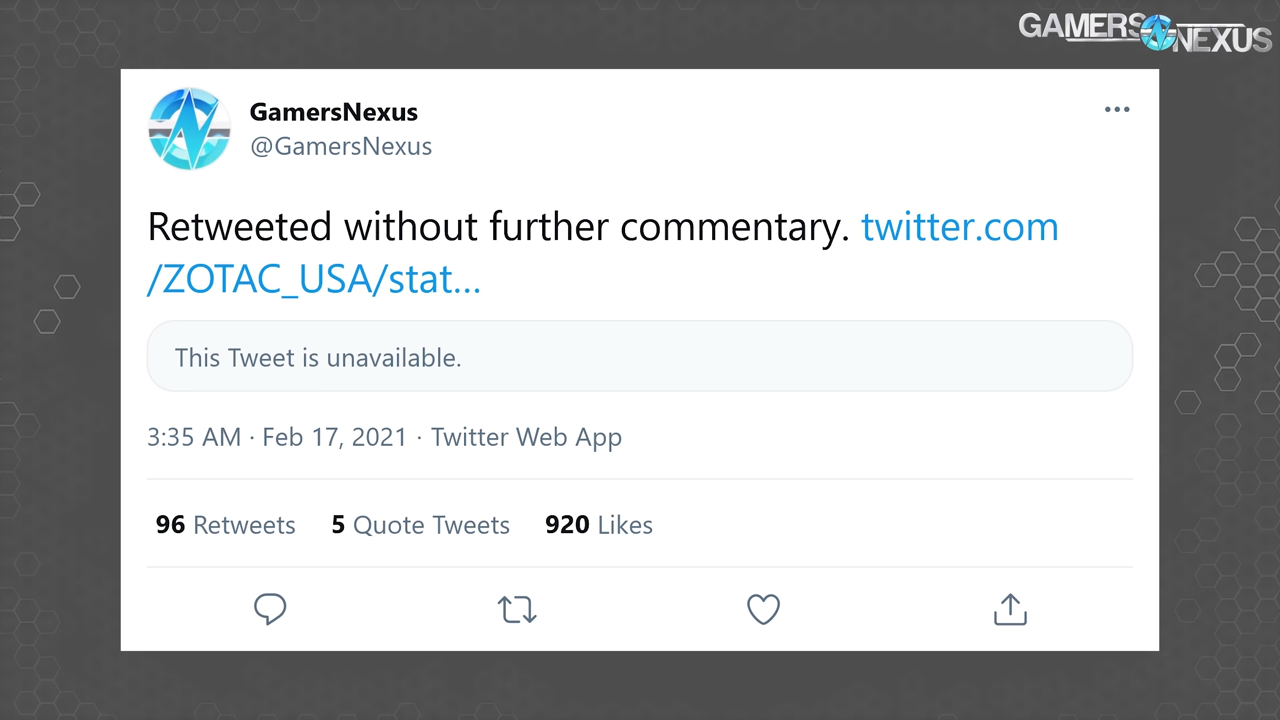 GAMERS NEXUS
GamersNexus
@GamersNexus
Retweeted without further commentary. twitter.com
/ZOTAC_USA/stat...
This Tweet is unavailable.
3:35 AM · Feb 17, 2021 · Twitter Web App
96 Retweets 5 Quote Tweets 920 Likes